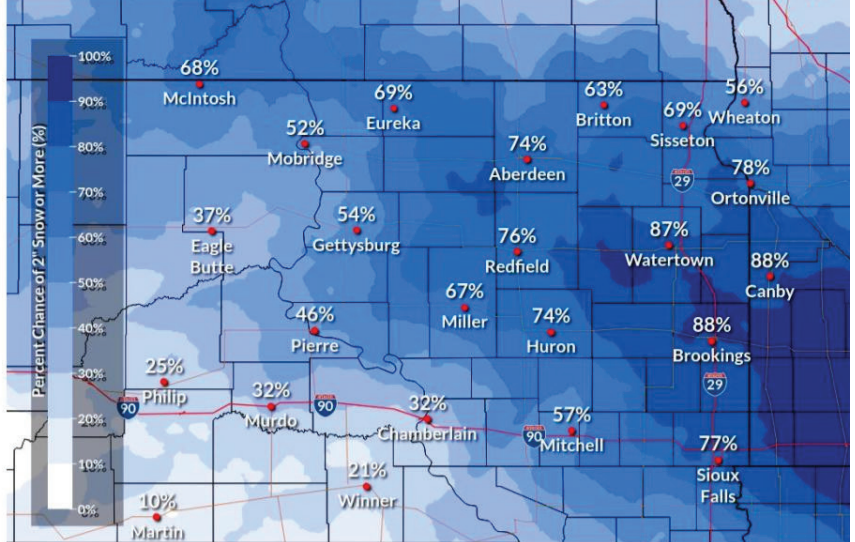 Percent Chance of 2" Snow or More (%)
100%
90%
80%
70%
60%
50%
40%
30%
20%
10%
0%
68%
McIntosh
69%
Eureka
63%
Britton
56%
Wheaton
69%
Sisseton
52%
Mobridge
74%
Aberdeen
29
78%
Ortonville
37%
Eagle
Butte
54%
Gettysburg
76%
Redfield
87%
Watertown
88%
Canby
67%
Miller
46%
Pierre
74%
Huron
88%
Brookings
29
25%
Philip
90
32%
Murdo
90
32%
Chamberlain
90
57%
Mitchell
77%
Sioux
Falls
21%
Winner
10%
Martin